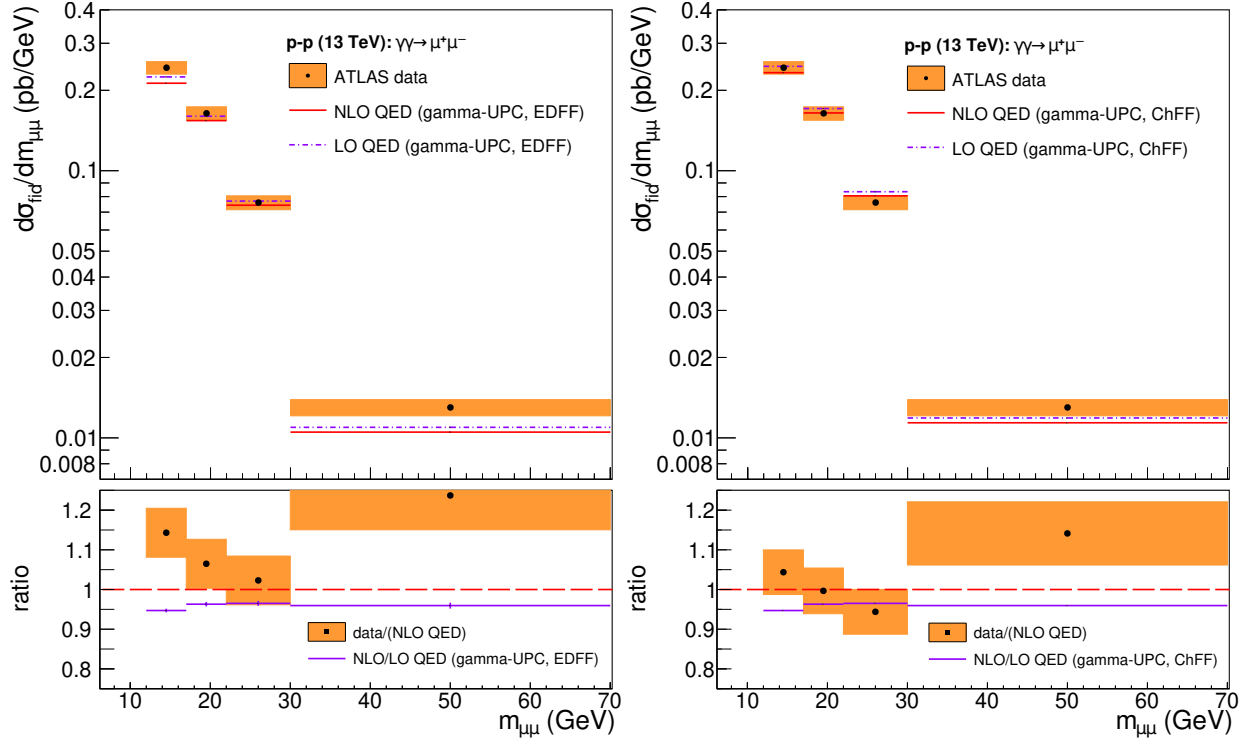 dσfid/dmμμ (pb/GeV)
0.4
0.3
0.2
0.1
0.05
0.04
0.03
0.02
0.01
0.008
p-p (13 TeV): γγ→μ⁺μ⁻
ATLAS data
NLO QED (gamma-UPC, EDFF)
LO QED (gamma-UPC, EDFF)
ratio
1.2
1.1
1
0.9
0.8
data/(NLO QED)
NLO/LO QED (gamma-UPC, EDFF)
10 20 30 40 50 60 70
mμμ (GeV)
dσfid/dmμμ (pb/GeV)
0.4
0.3
0.2
0.1
0.05
0.04
0.03
0.02
0.01
0.008
p-p (13 TeV): γγ→μ⁺μ⁻
ATLAS data
NLO QED (gamma-UPC, ChFF)
LO QED (gamma-UPC, ChFF)
ratio
1.2
1.1
1
0.9
0.8
data/(NLO QED)
NLO/LO QED (gamma-UPC, ChFF)
10 20 30 40 50 60 70
mμμ (GeV)